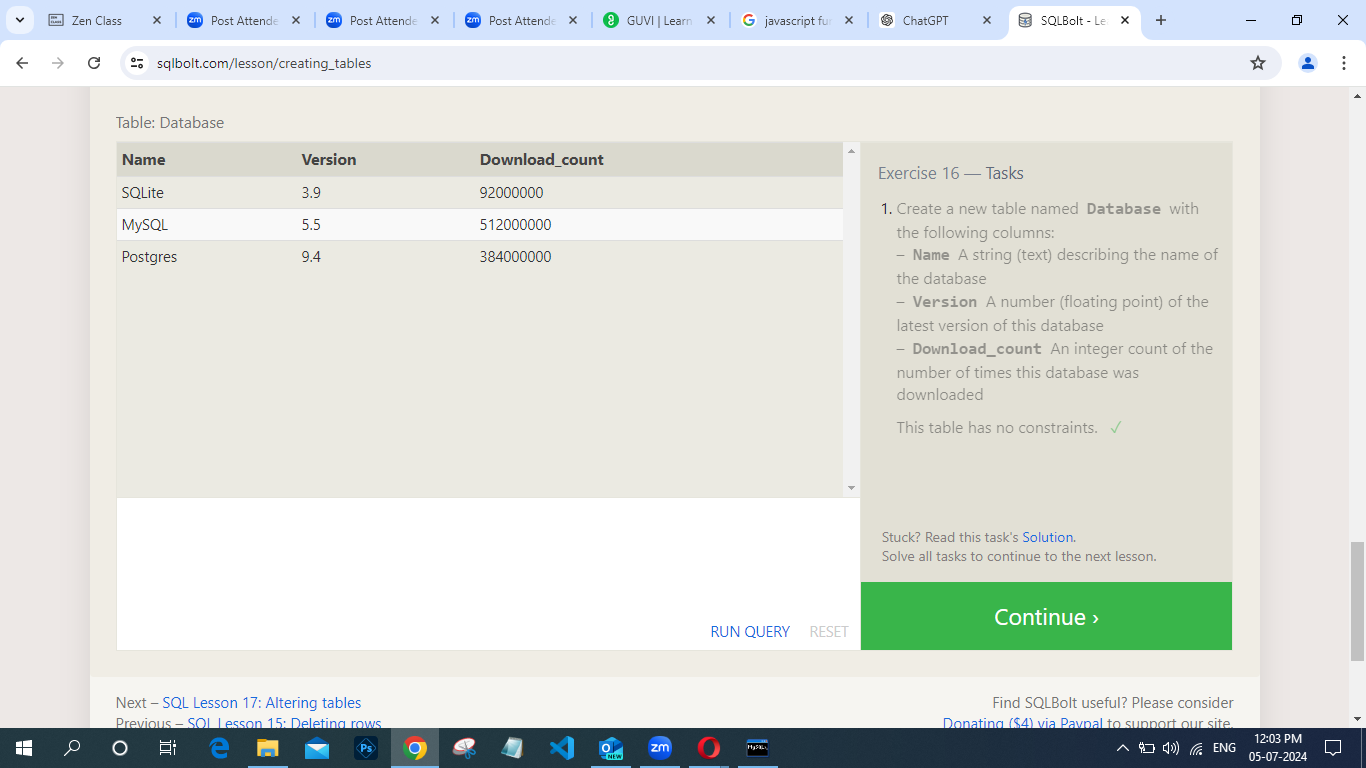 Zen Class
zm Post Attende
zm Post Attende
zm Post Attende
GUVI | Learn
javascript fu
ChatGPT
SQLBolt - Le
sqlbolt.com/lesson/creating_tables
Table: Database
Name Version Download_count
SQLite 3.9 92000000
MySQL 5.5 512000000
Postgres 9.4 384000000
RUN QUERY RESET
Exercise 16 — Tasks
1. Create a new table named Database with
the following columns:
– Name A string (text) describing the name of
the database
– Version A number (floating point) of the
latest version of this database
– Download_count An integer count of the
number of times this database was
downloaded
This table has no constraints. ✓
Stuck? Read this task's Solution.
Solve all tasks to continue to the next lesson.
Continue ›
Next – SQL Lesson 17: Altering tables
Previous – SQL Lesson 15: Deleting rows
Find SQLBolt useful? Please consider
Donating ($4) via Paypal to support our site.
Ps
NEW
zm
MySQL
ENG
12:03 PM
05-07-2024